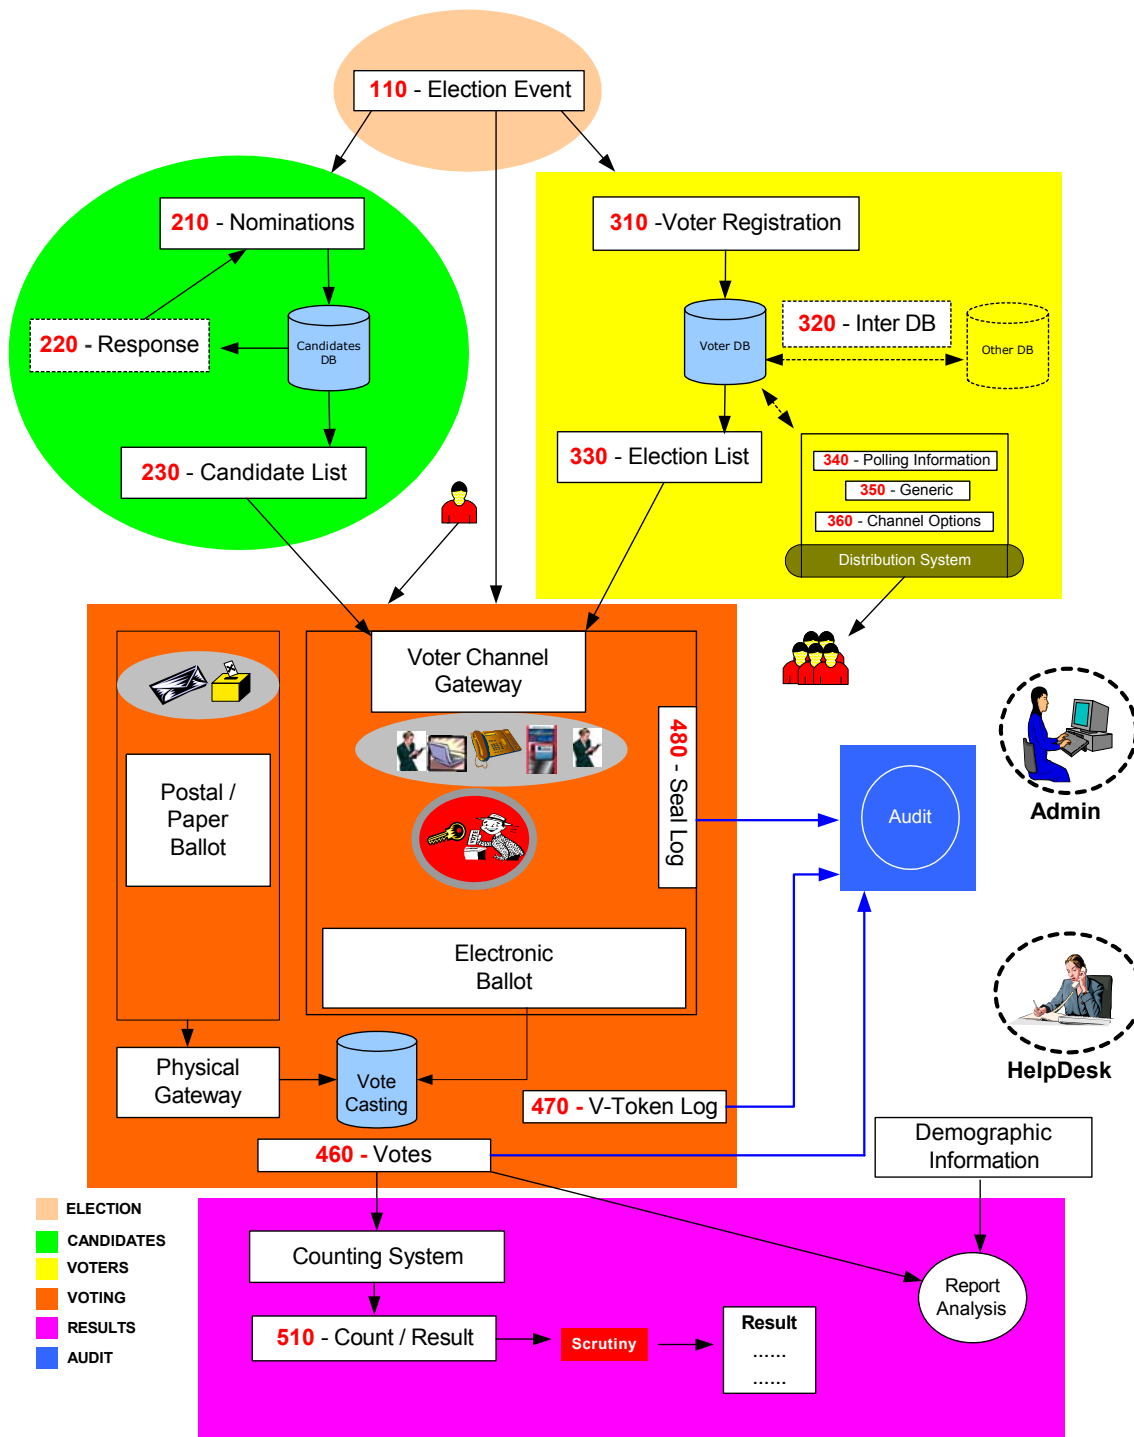 110 - Election Event
210 - Nominations
310 -Voter Registration
220 - Response
Candidates
DB
Voter DB
320 - Inter DB
Other DB
230 - Candidate List
330 - Election List
340 - Polling Information
350 - Generic
360 - Channel Options
Distribution System
Voter Channel
Gateway
480 - Seal Log
Postal /
Paper
Ballot
Audit
Admin
Electronic
Ballot
HelpDesk
Physical
Gateway
Vote
Casting
470 - V-Token Log
460 - Votes
Demographic
Information
ELECTION
CANDIDATES
VOTERS
VOTING
RESULTS
AUDIT
Counting System
510 - Count / Result
Scrutiny
Result
......
......
Report
Analysis